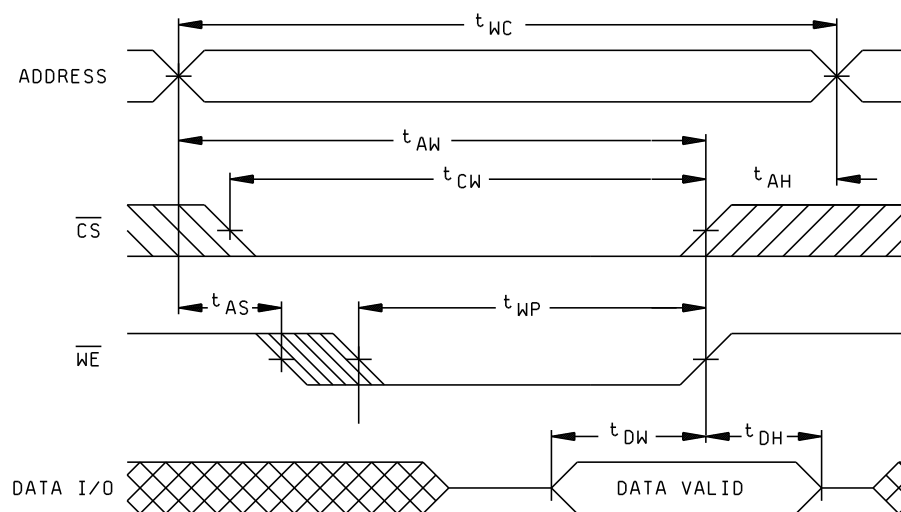 t WC
ADDRESS
t AW
t CW
t AH
CS
t AS
t WP
WE
t DW
t DH
DATA I/O
DATA VALID